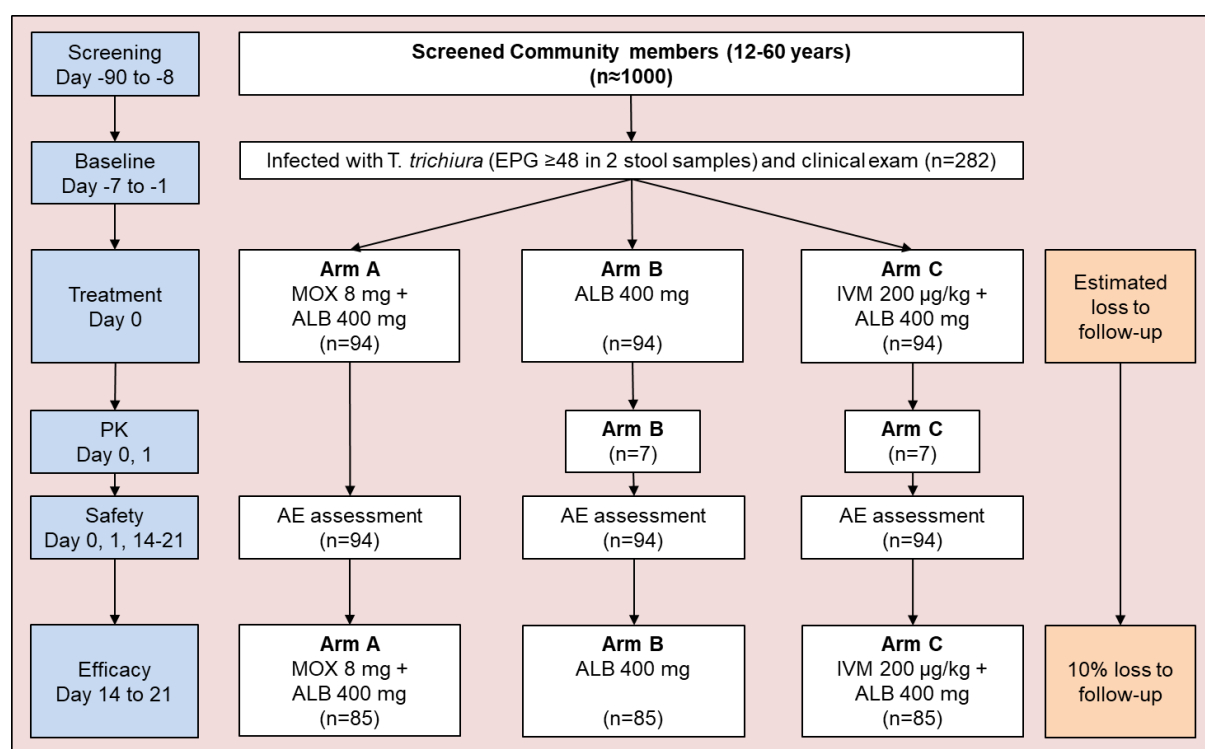 Screening
Day -90 to -8
Screened Community members (12-60 years)
(n≈1000)
Baseline
Day -7 to -1
Infected with T. trichiura (EPG ≥48 in 2 stool samples) and clinical exam (n=282)
Treatment
Day 0
Arm A
MOX 8 mg +
ALB 400 mg
(n=94)
Arm B
ALB 400 mg
(n=94)
Arm C
IVM 200 µg/kg +
ALB 400 mg
(n=94)
Estimated
loss to
follow-up
PK
Day 0, 1
Arm B
(n=7)
Arm C
(n=7)
Safety
Day 0, 1, 14-21
AE assessment
(n=94)
AE assessment
(n=94)
AE assessment
(n=94)
Efficacy
Day 14 to 21
Arm A
MOX 8 mg +
ALB 400 mg
(n=85)
Arm B
ALB 400 mg
(n=85)
Arm C
IVM 200 µg/kg +
ALB 400 mg
(n=85)
10% loss to
follow-up